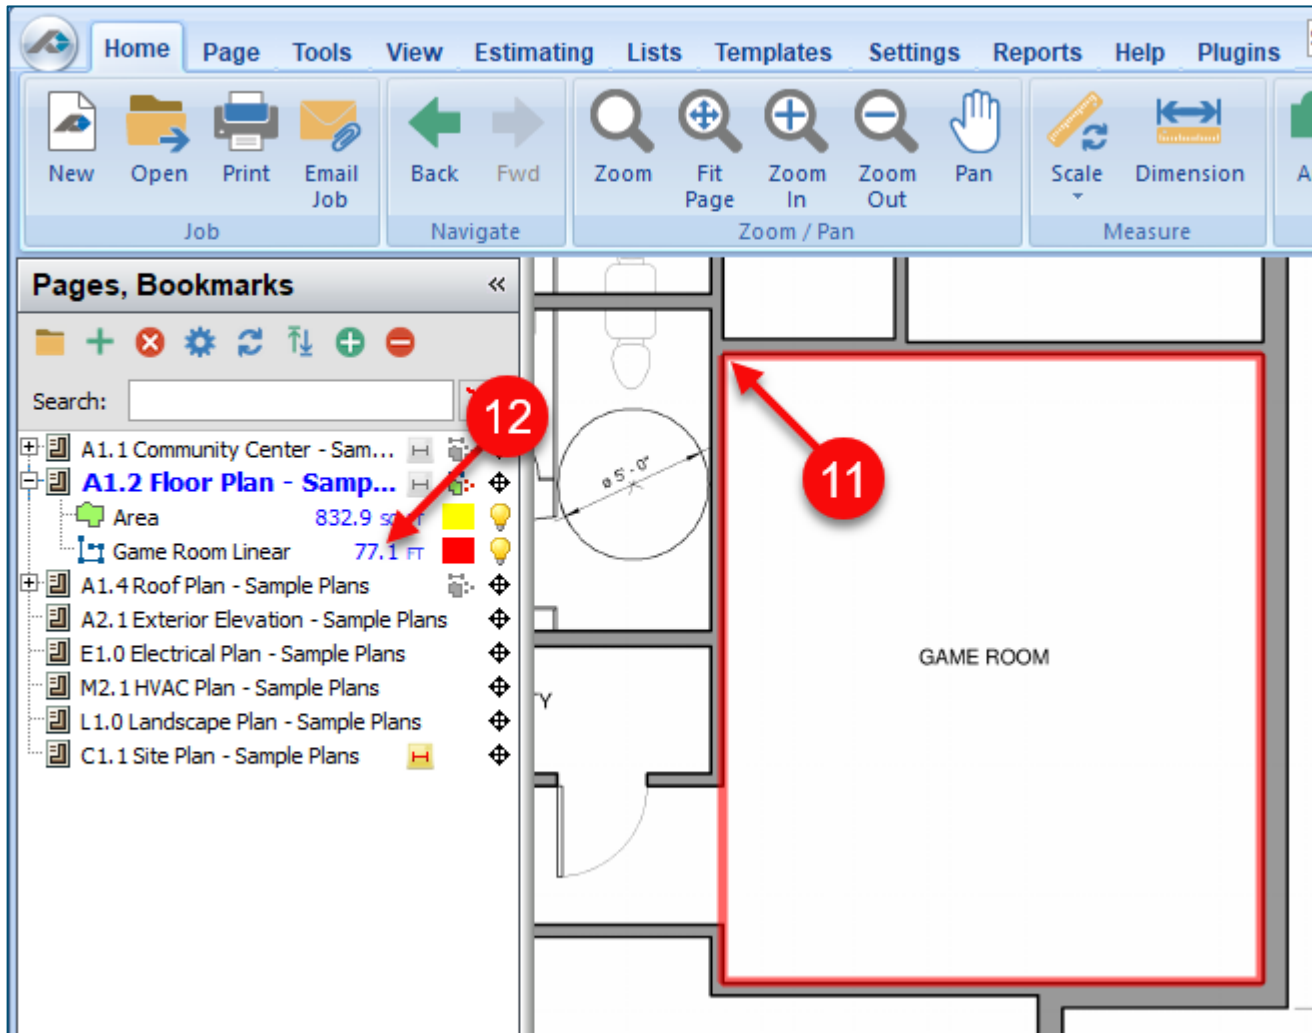 Home Page Tools View Estimating Lists Templates Settings Reports Help Plugins
New Open Print Email Job Back Fwd Zoom Fit Page Zoom In Zoom Out Pan Scale Dimension
Job Navigate Zoom / Pan Measure
Pages, Bookmarks «
Search:
12
11
A1.1 Community Center - Sam...
A1.2 Floor Plan - Samp...
Area 832.9
Game Room Linear 77.1 FT
A1.4 Roof Plan - Sample Plans
A2.1 Exterior Elevation - Sample Plans
E1.0 Electrical Plan - Sample Plans
M2.1 HVAC Plan - Sample Plans
L1.0 Landscape Plan - Sample Plans
C1.1 Site Plan - Sample Plans
ø 5'-0"
GAME ROOM